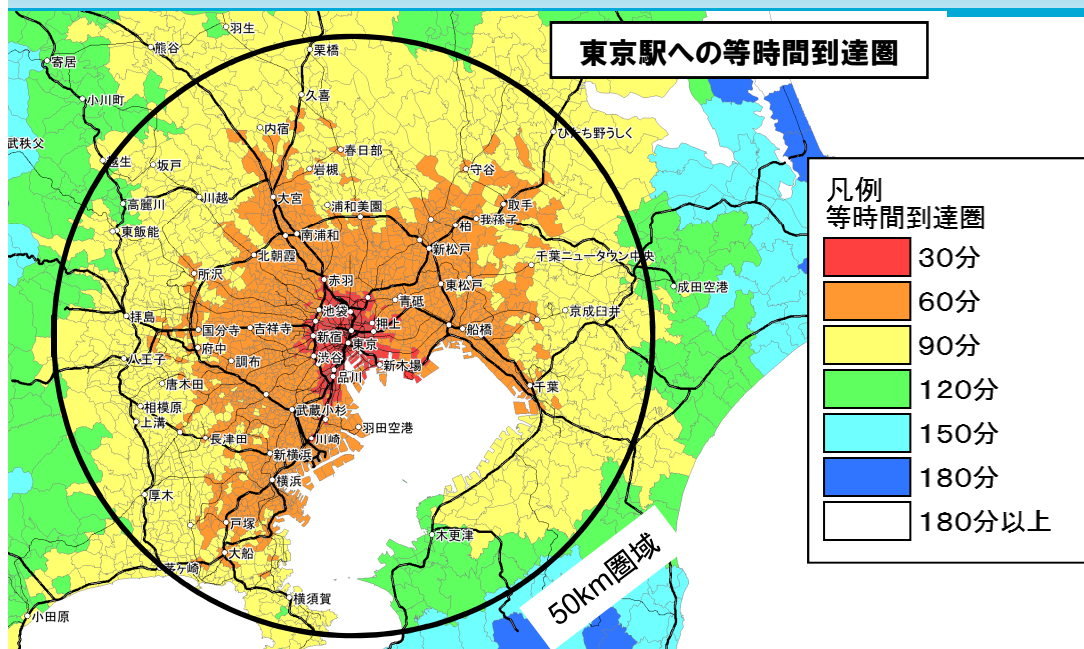 東京駅への等時間到達圏
羽生
熊谷
栗橋
寄居
小川町
久喜
内宿
武秩父
越生
坂戸
春日部
岩槻
守谷
ひたち野うしく
高麗川
川越
大宮
浦和美園
取手
我孫子
柏
東飯能
南浦和
新松戸
北朝霞
千葉ニュータウン中央
所沢
赤羽
東松戸
成田空港
青砥
拝島
国分寺
吉祥寺
池袋
押上
船橋
京成臼井
新宿
東京
府中
八王子
調布
渋谷
新木場
唐木田
品川
千葉
相模原
武蔵小杉
上溝
羽田空港
長津田
川崎
新横浜
厚木
横浜
戸塚
木更津
大船
茅ヶ崎
横須賀
小田原
50km圏域
凡例
等時間到達圏
30分
60分
90分
120分
150分
180分
180分以上